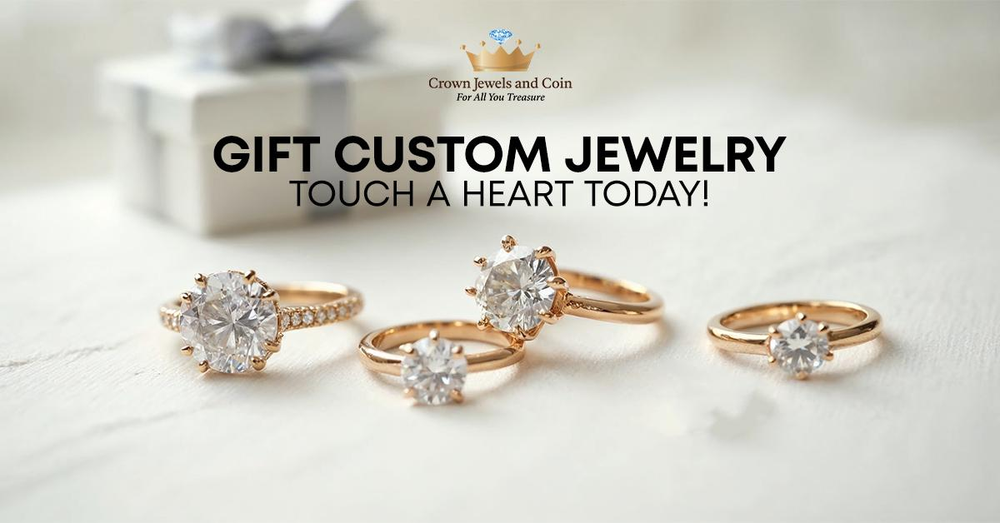 Crown Jewels and Coin
For All You Treasure
GIFT CUSTOM JEWELRY
TOUCH A HEART TODAY!